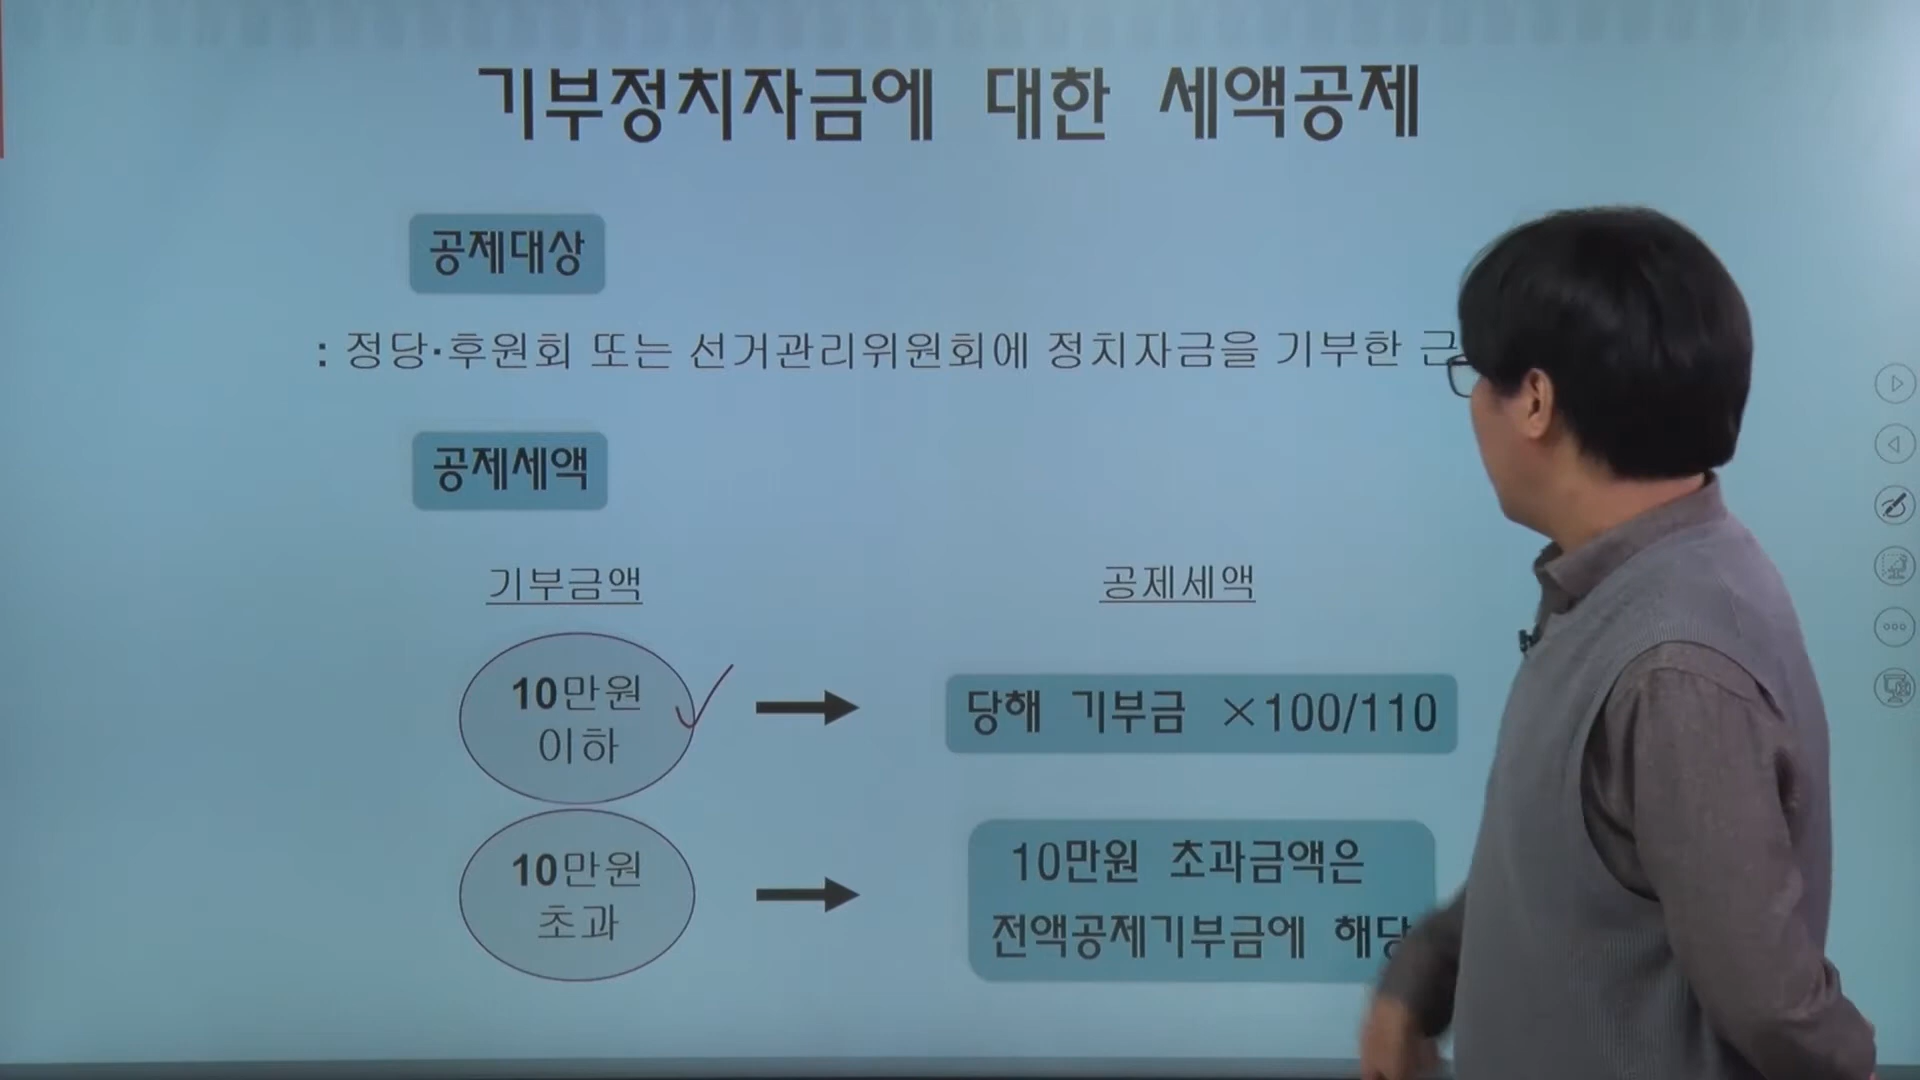 기부정치자금에 대한 세액공제
공제대상
: 정당·후원회 또는 선거관리위원회에 정치자금을 기부한
공제세액
기부금액 공제세액
10만원
이하
당해 기부금 ×100/110
10만원
초과
10만원 초과금액은
전액공제기부금에 해당